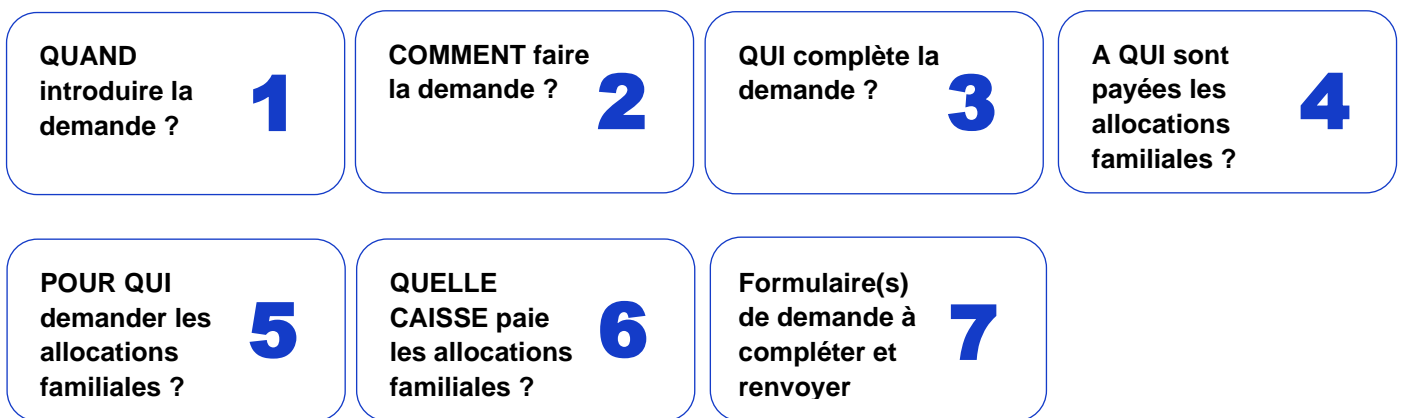 QUAND
introduire la
demande ?
1
COMMENT faire
la demande ?
2
QUI complète la
demande ?
3
A QUI sont
payées les
allocations
familiales ?
4
POUR QUI
demander les
allocations
familiales ?
5
QUELLE
CAISSE paie
les allocations
familiales ?
6
Formulaire(s)
de demande à
compléter et
renvoyer
7